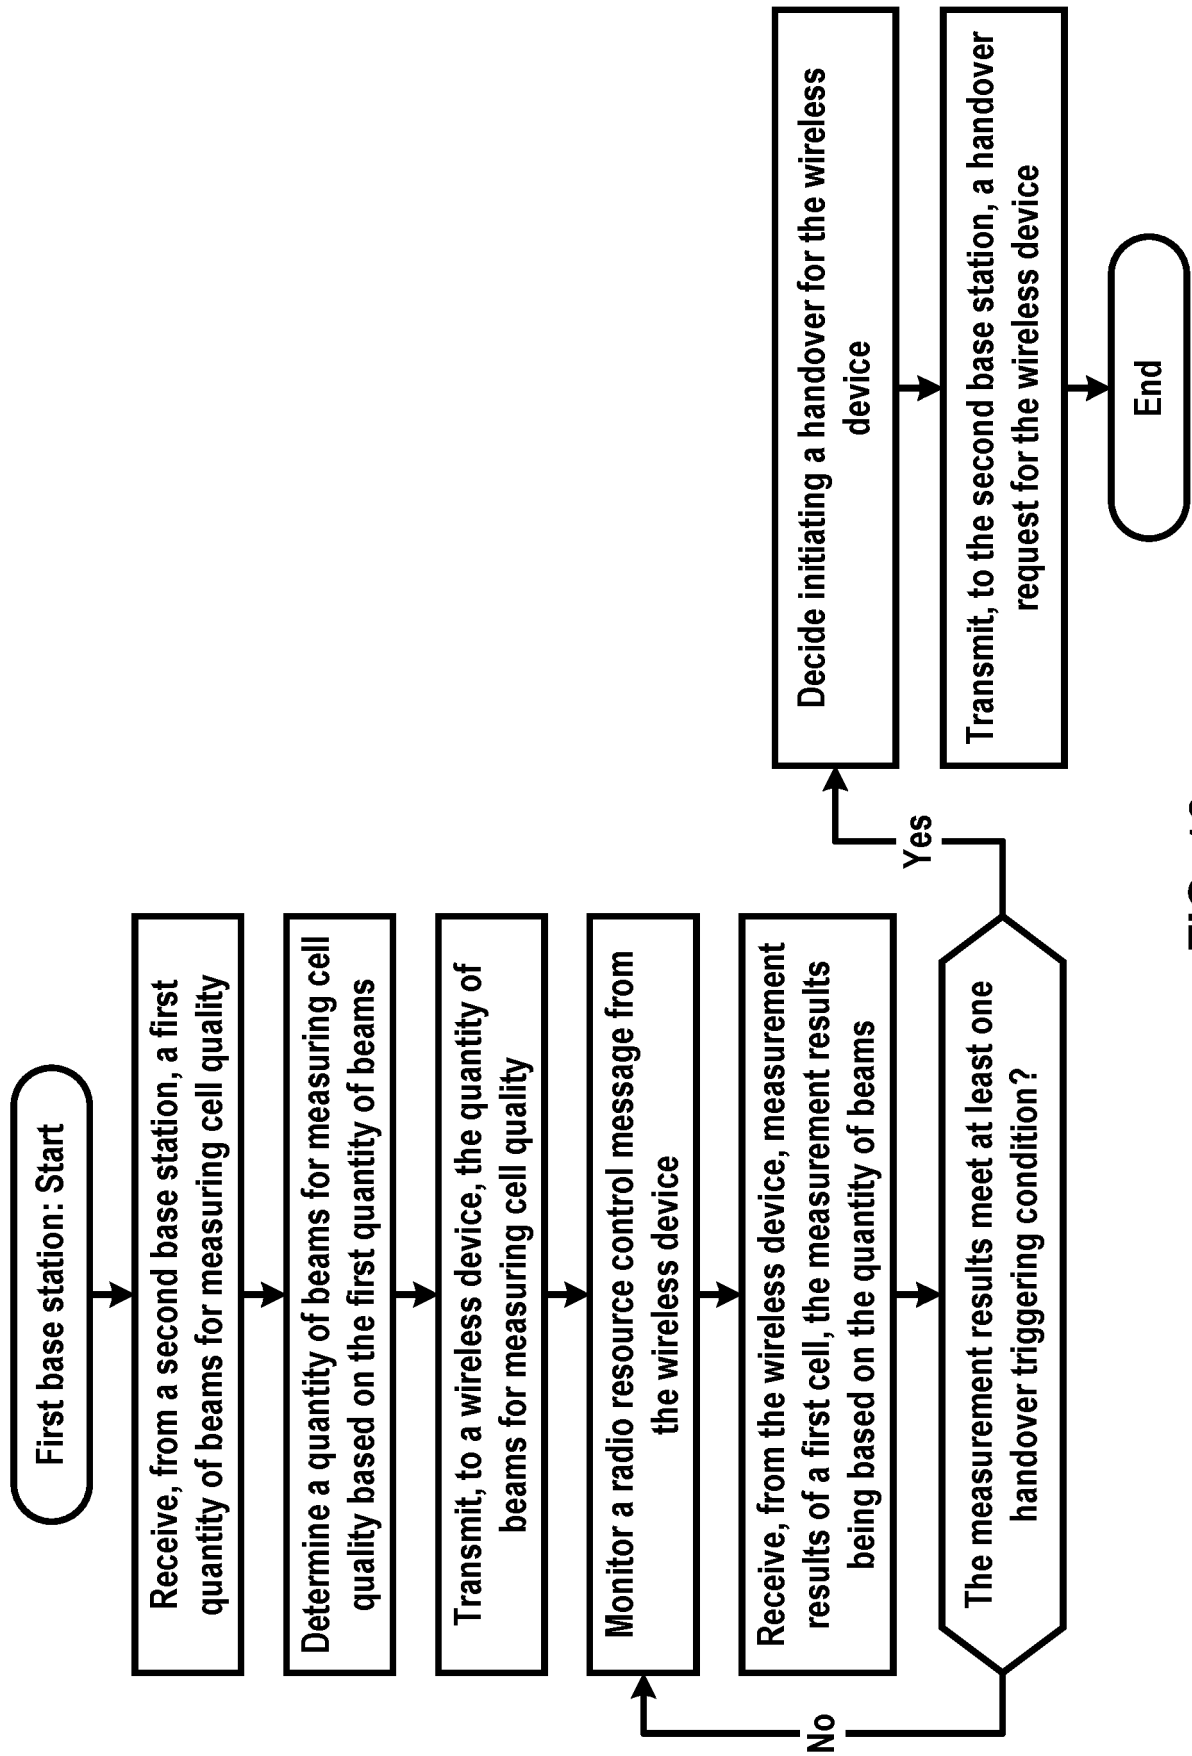 First base station: Start
Receive, from a second base station, a first
quantity of beams for measuring cell quality
Determine a quantity of beams for measuring cell
quality based on the first quantity of beams
Transmit, to a wireless device, the quantity of
beams for measuring cell quality
Monitor a radio resource control message from
the wireless device
Receive, from the wireless device, measurement
results of a first cell, the measurement results
being based on the quantity of beams
The measurement results meet at least one
handover triggering condition?
No
Yes
Decide initiating a handover for the wireless
device
Transmit, to the second base station, a handover
request for the wireless device
End